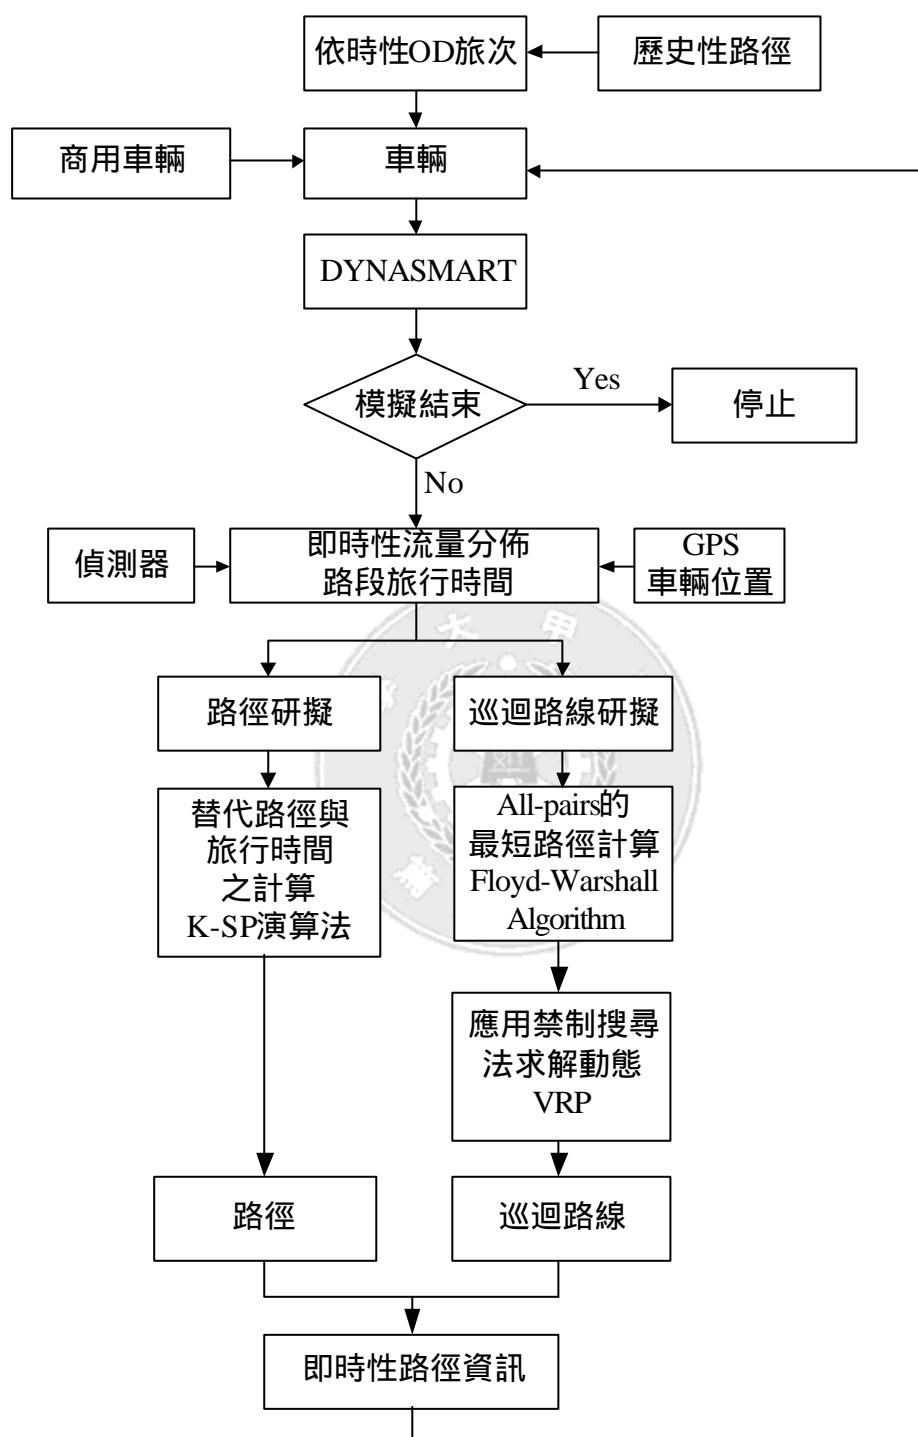 依時性OD旅次
歷史性路徑
商用車輛
車輛
DYNASMART
模擬結束
Yes
停止
No
偵測器
即時性流量分佈
路段旅行時間
GPS
車輛位置
路徑研擬
巡迴路線研擬
替代路徑與
旅行時間
之計算
K-SP演算法
All-pairs的
最短路徑計算
Floyd-Warshall
Algorithm
應用禁制搜尋
法求解動態
VRP
路徑
巡迴路線
即時性路徑資訊
大
甲